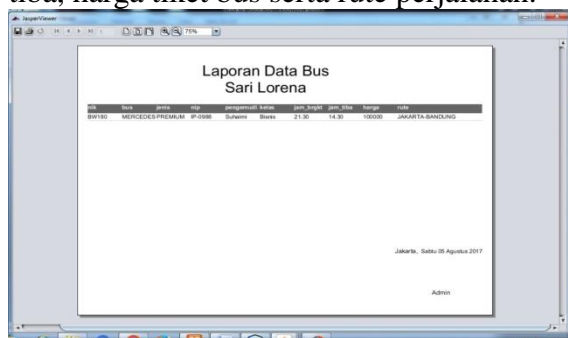 tiba, harga tiket bus serta rute perjalanan.
JasperViewer
75%
Laporan Data Bus
Sari Lorena
nik bus jenis nip pengemudi kelas jam_brgkt jam_tiba harga rute
BW180 MERCEDES PREMIUM IP-0988 Suhaimi Bisnis 21.30 14.30 100000 JAKARTA-BANDUNG
Jakarta, Sabtu 05 Agustus 2017
Admin